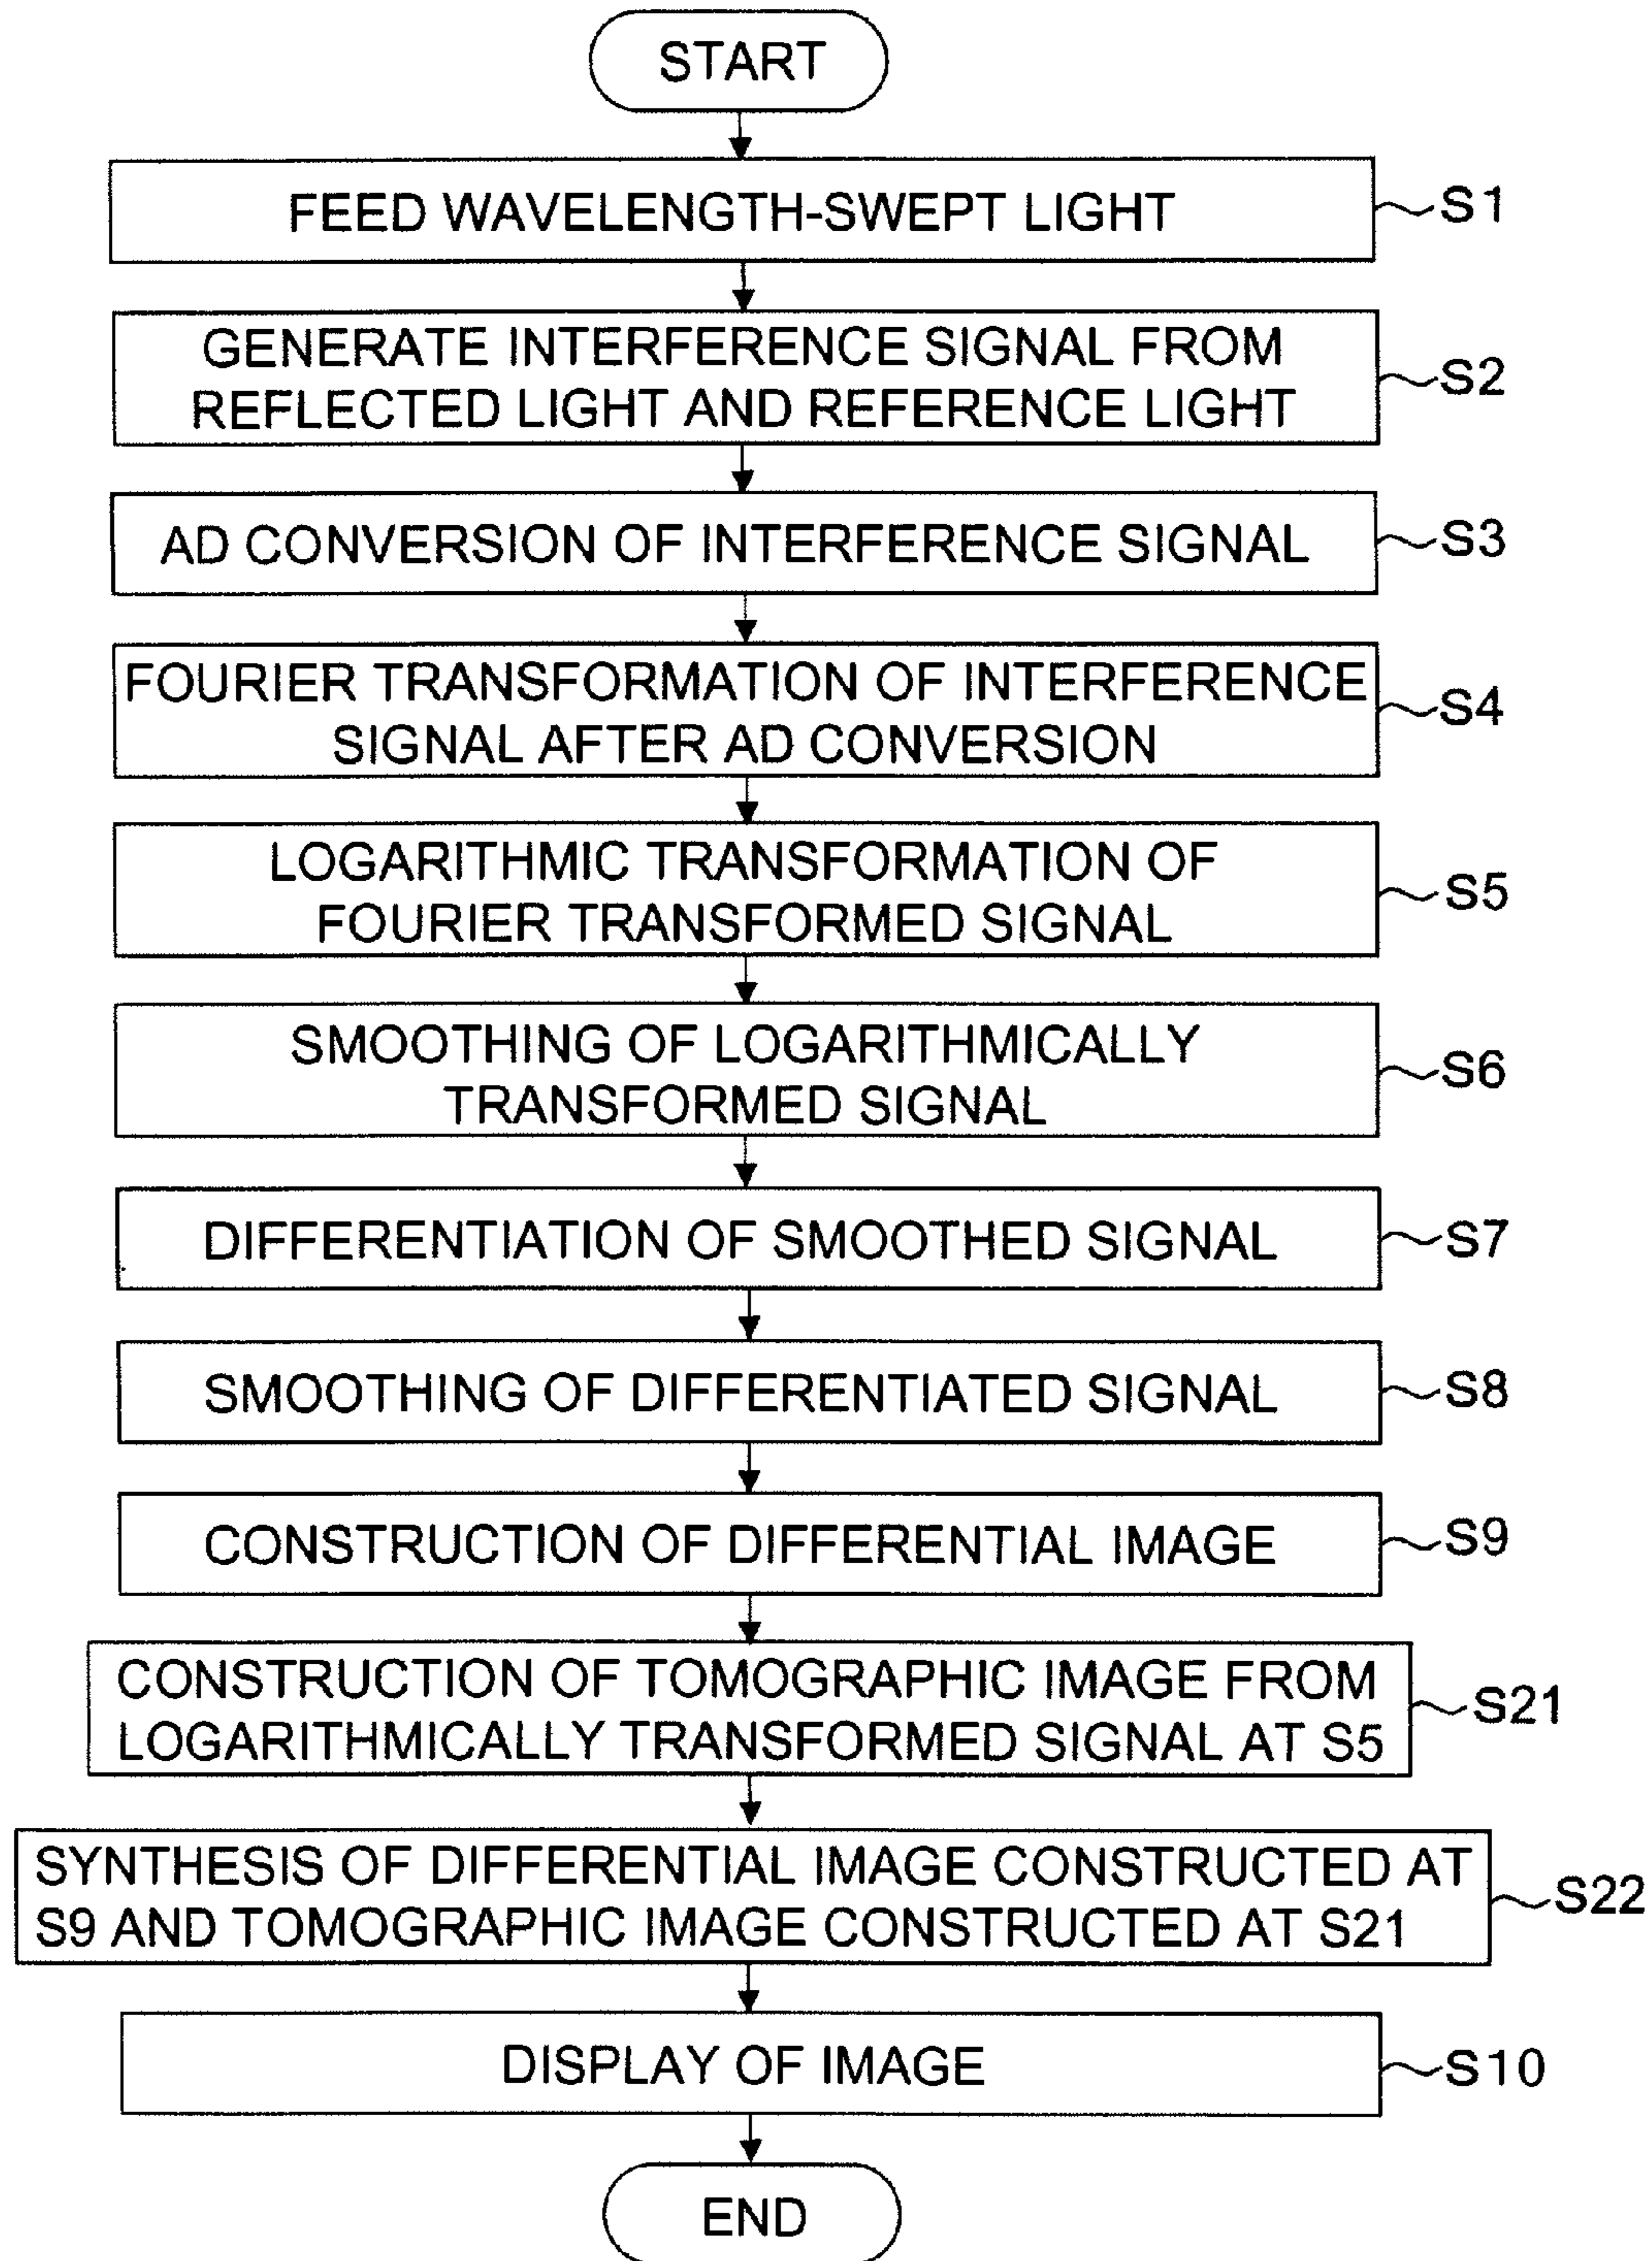 START
FEED WAVELENGTH-SWEPT LIGHT
S1
GENERATE INTERFERENCE SIGNAL FROM
REFLECTED LIGHT AND REFERENCE LIGHT
S2
AD CONVERSION OF INTERFERENCE SIGNAL
S3
FOURIER TRANSFORMATION OF INTERFERENCE
SIGNAL AFTER AD CONVERSION
S4
LOGARITHMIC TRANSFORMATION OF
FOURIER TRANSFORMED SIGNAL
S5
SMOOTHING OF LOGARITHMICALLY
TRANSFORMED SIGNAL
S6
DIFFERENTIATION OF SMOOTHED SIGNAL
S7
SMOOTHING OF DIFFERENTIATED SIGNAL
S8
CONSTRUCTION OF DIFFERENTIAL IMAGE
S9
CONSTRUCTION OF TOMOGRAPHIC IMAGE FROM
LOGARITHMICALLY TRANSFORMED SIGNAL AT S5
S21
SYNTHESIS OF DIFFERENTIAL IMAGE CONSTRUCTED AT
S9 AND TOMOGRAPHIC IMAGE CONSTRUCTED AT S21
S22
DISPLAY OF IMAGE
S10
END